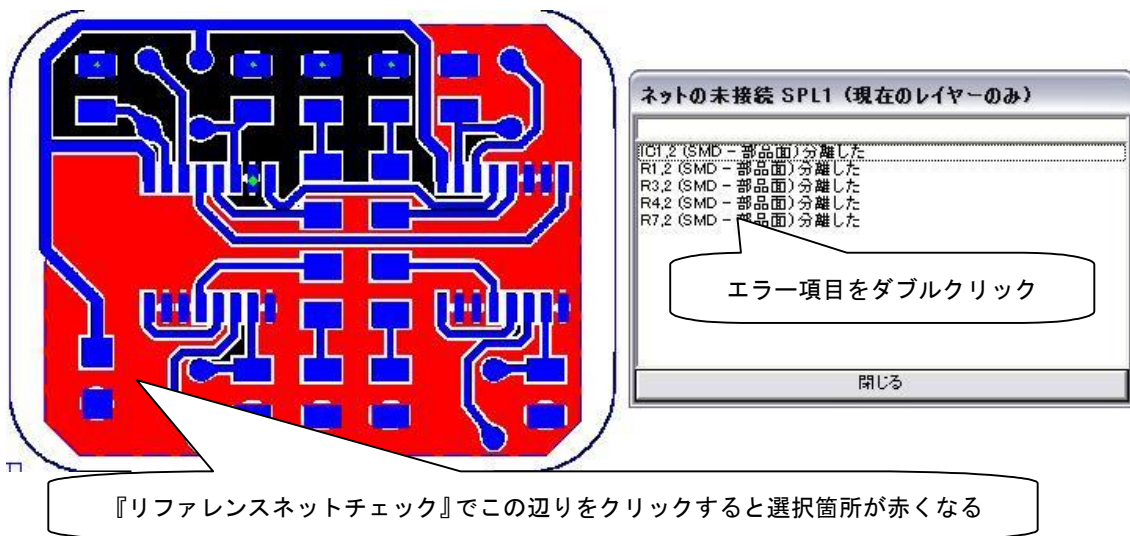 ネットの未接続 SPL1 (現在のレイヤーのみ)
IC1,2 (SMD - 部品面)分離した
R1,2 (SMD - 部品面)分離した
R3,2 (SMD - 部品面)分離した
R4,2 (SMD - 部品面)分離した
R7,2 (SMD - 部品面)分離した
エラー項目をダブルクリック
閉じる
『リファレンスネットチェック』でこの辺りをクリックすると選択箇所が赤くなる